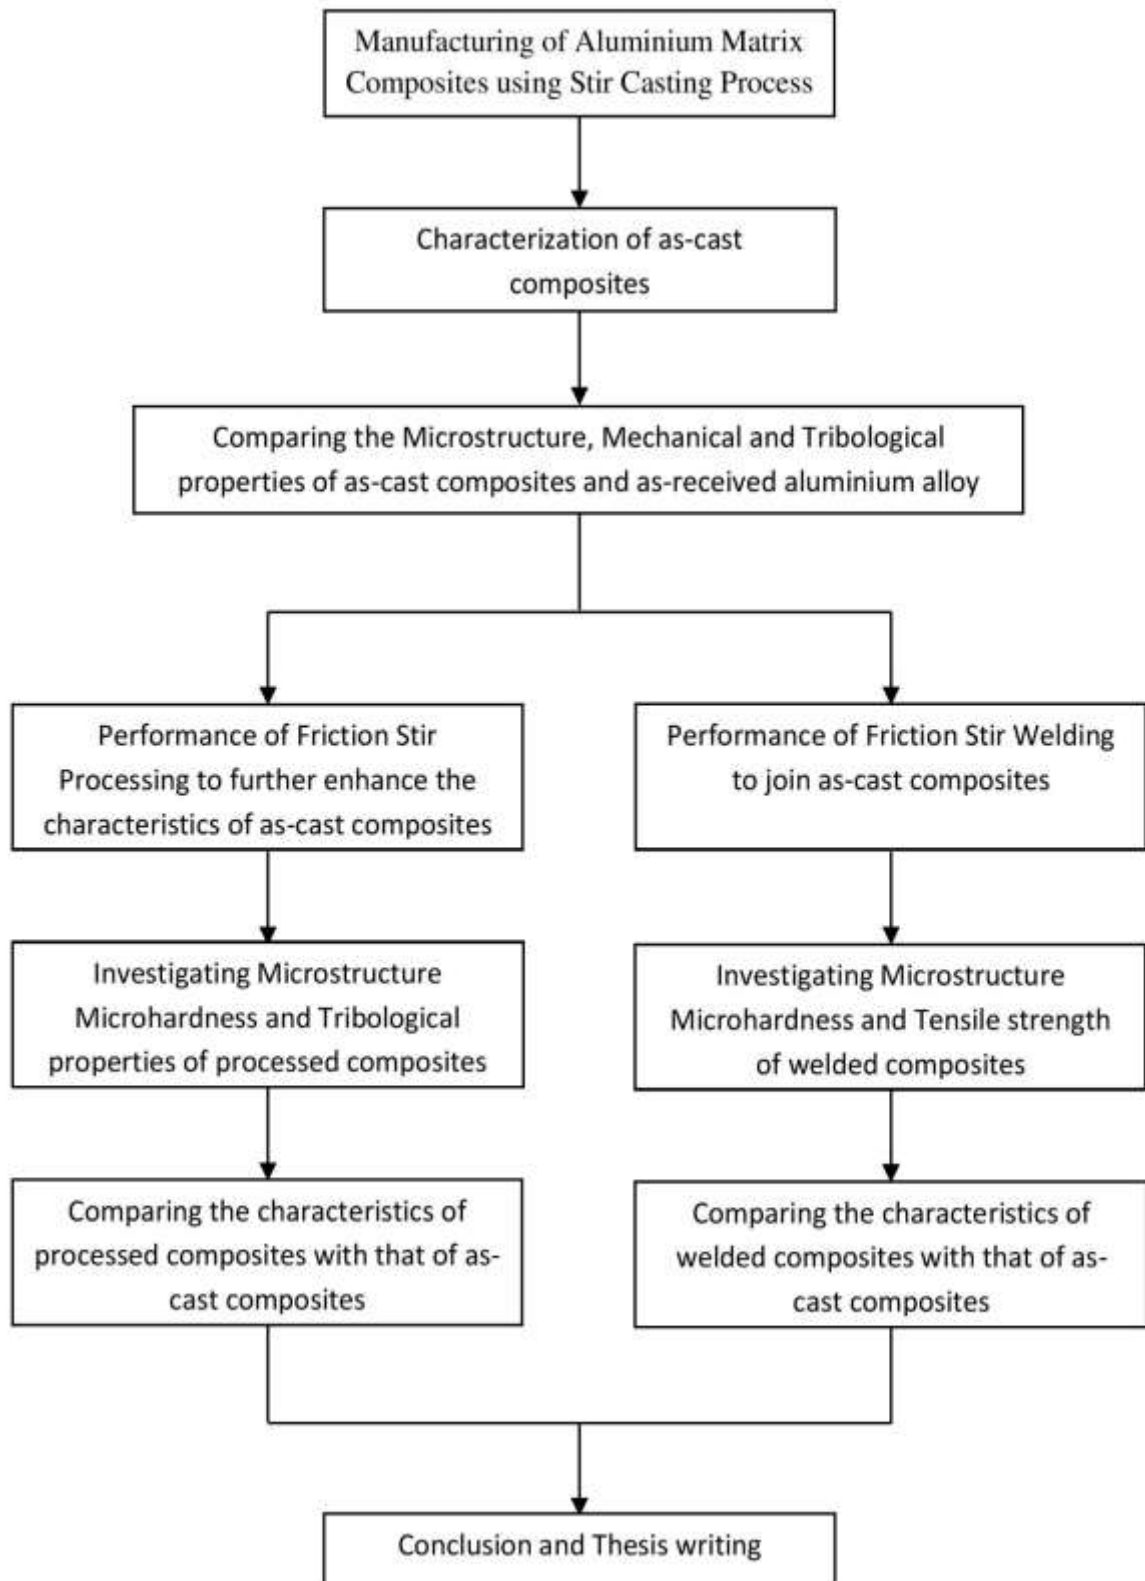 Manufacturing of Aluminium Matrix
Composites using Stir Casting Process
Characterization of as-cast
composites
Comparing the Microstructure, Mechanical and Tribological
properties of as-cast composites and as-received aluminium alloy
Performance of Friction Stir
Processing to further enhance the
characteristics of as-cast composites
Performance of Friction Stir Welding
to join as-cast composites
Investigating Microstructure
Microhardness and Tribological
properties of processed composites
Investigating Microstructure
Microhardness and Tensile strength
of welded composites
Comparing the characteristics of
processed composites with that of as-
cast composites
Comparing the characteristics of
welded composites with that of as-
cast composites
Conclusion and Thesis writing